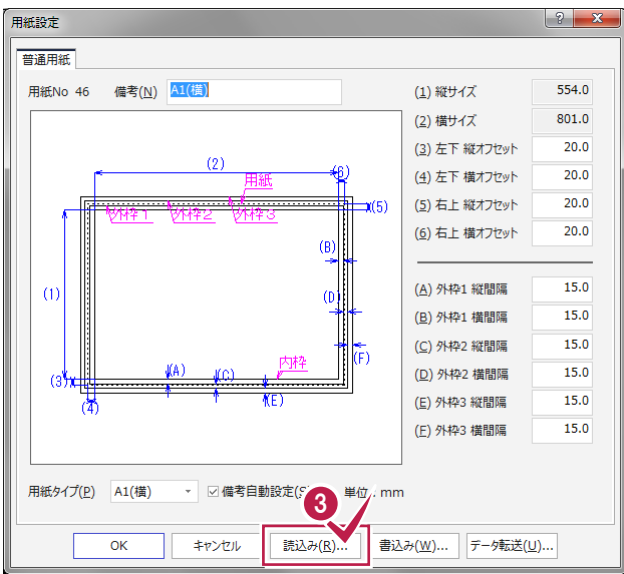 用紙設定
普通用紙
用紙No 46 備考(N) A1(横)
(1) 縦サイズ 554.0
(2) 横サイズ 801.0
(3) 左下 縦オフセット 20.0
(4) 左下 横オフセット 20.0
(5) 右上 縦オフセット 20.0
(6) 右上 横オフセット 20.0
(A) 外枠1 縦間隔 15.0
(B) 外枠1 横間隔 15.0
(C) 外枠2 縦間隔 15.0
(D) 外枠2 横間隔 15.0
(E) 外枠3 縦間隔 15.0
(F) 外枠3 横間隔 15.0
(2)
(6)
用紙
外枠1 外枠2 外枠3
(5)
(B)
(1)
(D)
内枠
(F)
(3)
(A)
(C)
(E)
(4)
用紙タイプ(P) A1(横) 備考自動設定( 単位 : mm
3
OK キャンセル 読込み(R)... 書込み(W)... データ転送(U)...